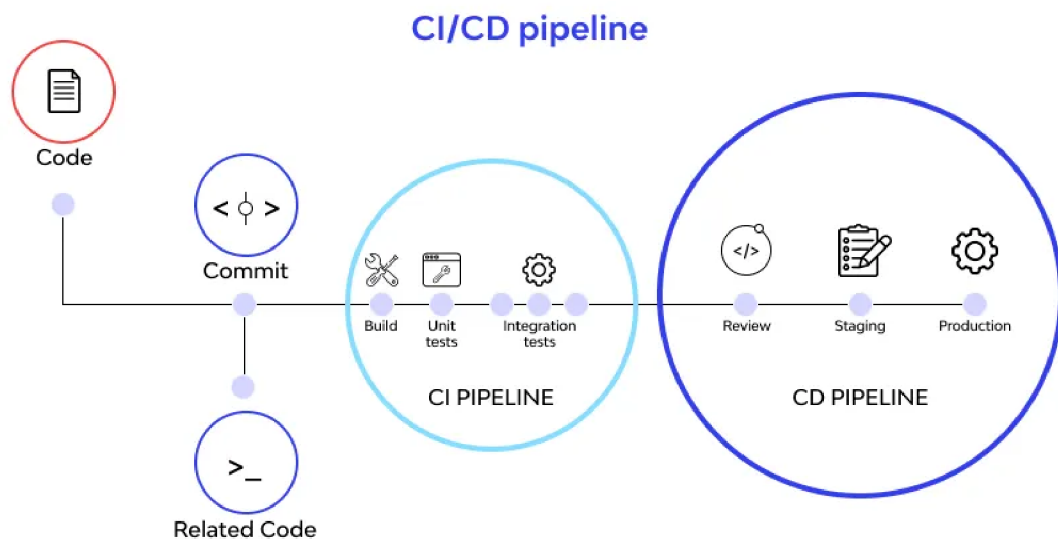 CI/CD pipeline
Code
< >
Commit
</>
Build
Unit
tests
Integration
tests
Review
Staging
Production
CI PIPELINE
CD PIPELINE
>_
Related Code